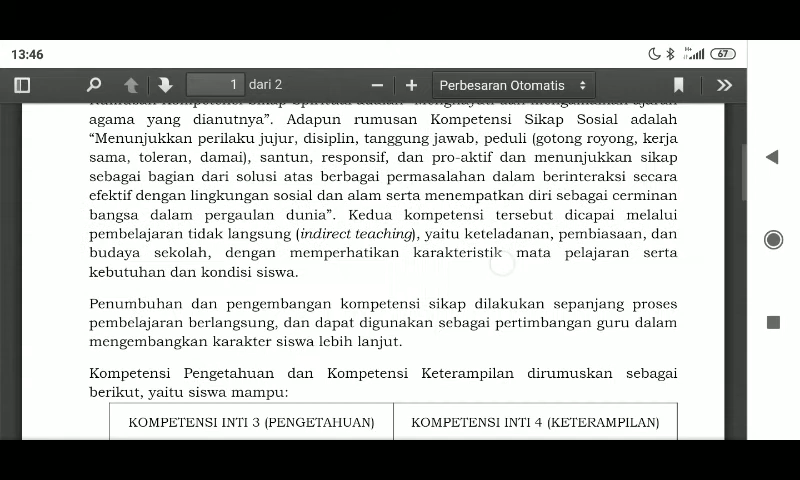 13:46
67
1 dari 2
Perbesaran Otomatis
agama yang dianutnya”. Adapun rumusan Kompetensi Sikap Sosial adalah
“Menunjukkan perilaku jujur, disiplin, tanggung jawab, peduli (gotong royong, kerja
sama, toleran, damai), santun, responsif, dan pro-aktif dan menunjukkan sikap
sebagai bagian dari solusi atas berbagai permasalahan dalam berinteraksi secara
efektif dengan lingkungan sosial dan alam serta menempatkan diri sebagai cerminan
bangsa dalam pergaulan dunia”. Kedua kompetensi tersebut dicapai melalui
pembelajaran tidak langsung (indirect teaching), yaitu keteladanan, pembiasaan, dan
budaya sekolah, dengan memperhatikan karakteristik mata pelajaran serta
kebutuhan dan kondisi siswa.
Penumbuhan dan pengembangan kompetensi sikap dilakukan sepanjang proses
pembelajaran berlangsung, dan dapat digunakan sebagai pertimbangan guru dalam
mengembangkan karakter siswa lebih lanjut.
Kompetensi Pengetahuan dan Kompetensi Keterampilan dirumuskan sebagai
berikut, yaitu siswa mampu:
KOMPETENSI INTI 3 (PENGETAHUAN)
KOMPETENSI INTI 4 (KETERAMPILAN)